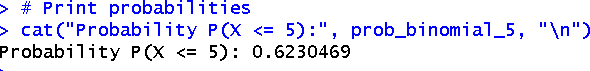 > # Print probabilities
> cat("Probability P(X <= 5):", prob_binomial_5, "\n")
Probability P(X <= 5): 0.6230469